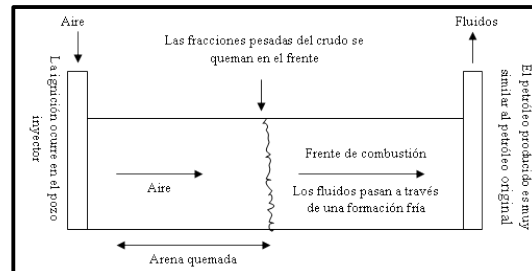 Aire
Fluidos
Las fracciones pesadas del crudo se
queman en el frente
La ignición ocurre en el pozo
inyector
Aire
Frente de combustión
Los fluidos pasan a través
de una formación fría
El petróleo producido es muy
similar al petróleo original
Arena quemada